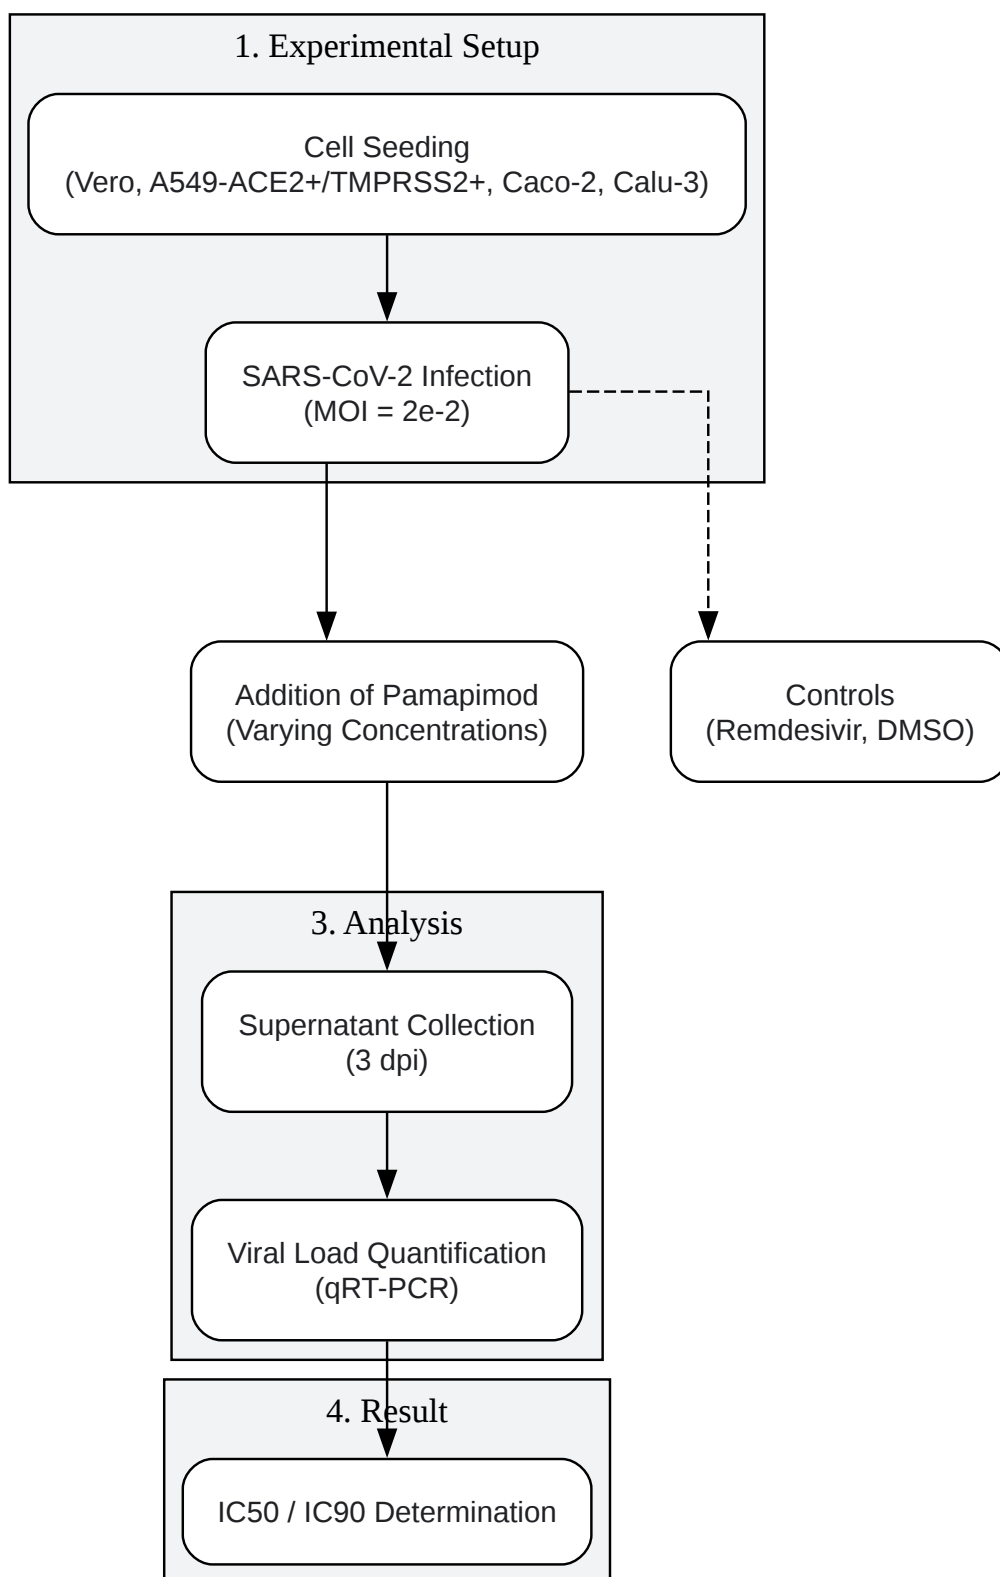 1. Experimental Setup
Cell Seeding
(Vero, A549-ACE2+/TMPRSS2+, Caco-2, Calu-3)
SARS-CoV-2 Infection
(MOI = 2e-2)
Addition of Pamapimod
(Varying Concentrations)
Controls
(Remdesivir, DMSO)
3. Analysis
Supernatant Collection
(3 dpi)
Viral Load Quantification
(qRT-PCR)
4. Result
IC50 / IC90 Determination